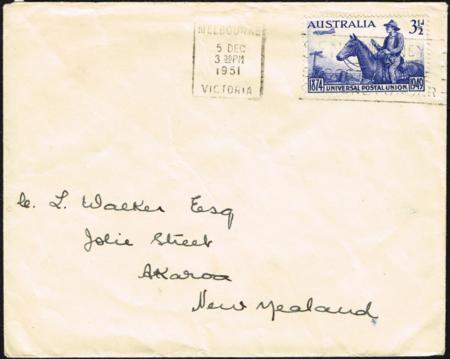 MELBOURNE
5 DEC
3 30PM
1951
VICTORIA
AUSTRALIA 3½d
1874 UNIVERSAL POSTAL UNION 1949
C. L. Walker Esq
Jolie Street
Akaroa
New Zealand